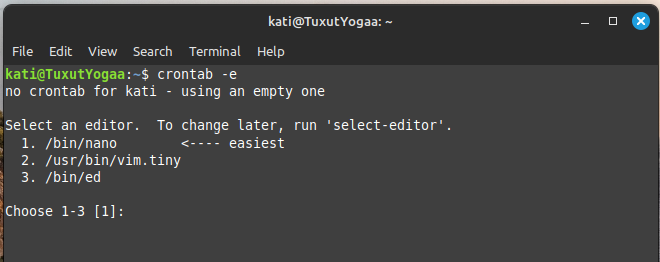 kati@TuxutYogaa: ~
File Edit View Search Terminal Help
kati@TuxutYogaa:~$ crontab -e
no crontab for kati - using an empty one

Select an editor.  To change later, run 'select-editor'.
  1. /bin/nano        <---- easiest
  2. /usr/bin/vim.tiny
  3. /bin/ed

Choose 1-3 [1]: